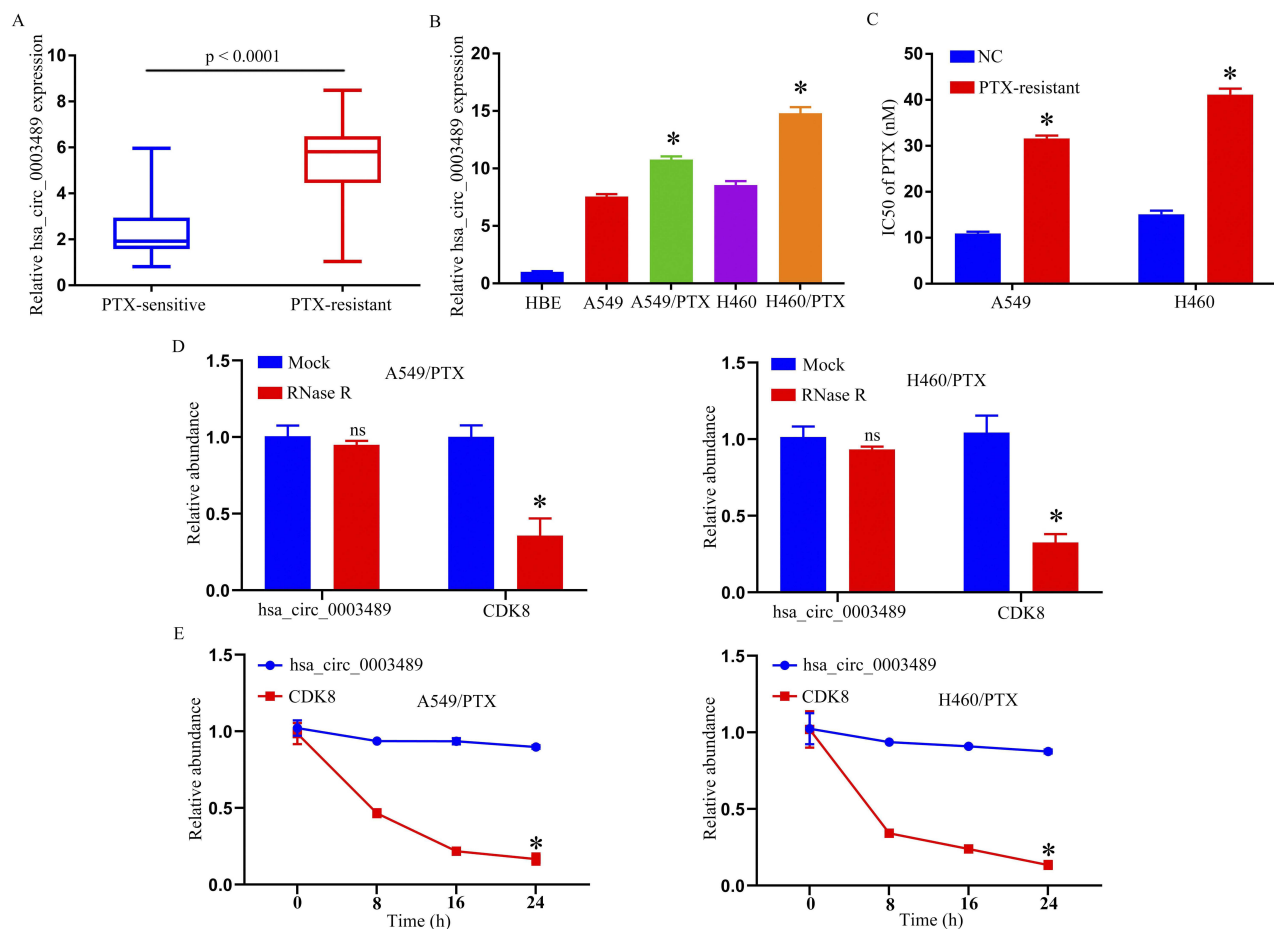 A
Relative hsa_circ_0003489 expression
p < 0.0001
10
8
6
4
2
0
PTX-sensitive
PTX-resistant
B
Relative hsa_circ_0003489 expression
20
15
10
5
0
*
*
HBE
A549
A549/PTX
H460
H460/PTX
C
IC50 of PTX (nM)
50
40
30
20
10
0
NC
PTX-resistant
*
*
A549
H460
D
Relative abundance
1.5
1.0
0.5
0.0
Mock
RNase R
A549/PTX
ns
*
hsa_circ_0003489
CDK8
Relative abundance
1.5
1.0
0.5
0.0
Mock
RNase R
H460/PTX
ns
*
hsa_circ_0003489
CDK8
E
Relative abundance
1.5
1.0
0.5
0.0
hsa_circ_0003489
CDK8
A549/PTX
*
0 8 16 24
Time (h)
Relative abundance
1.5
1.0
0.5
0.0
hsa_circ_0003489
CDK8
H460/PTX
*
0 8 16 24
Time (h)